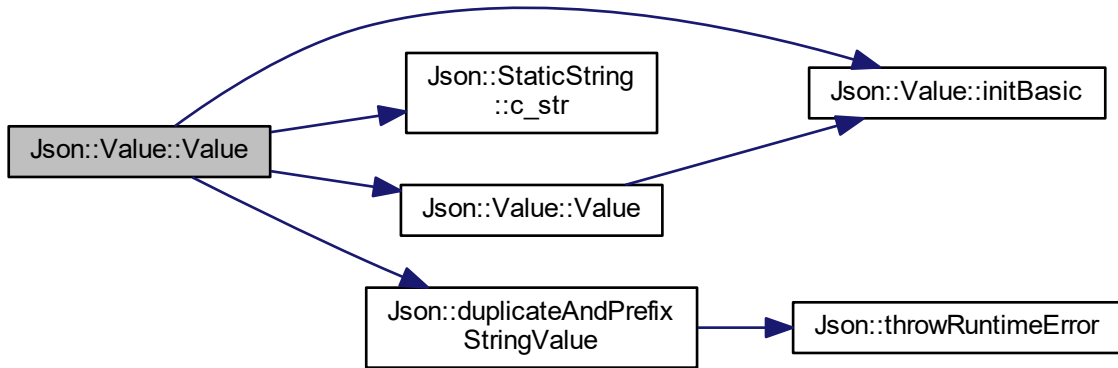 Json::Value::Value
Json::StaticString
::c_str
Json::Value::initBasic
Json::Value::Value
Json::duplicateAndPrefix
StringValue
Json::throwRuntimeError